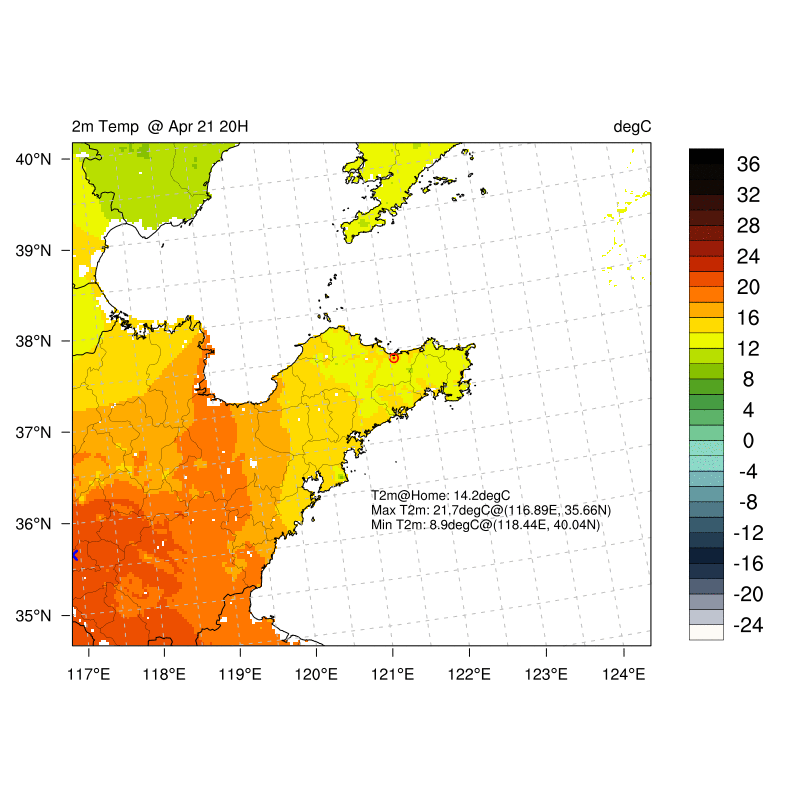 2m Temp @ Apr 21 20H
degC
40°N
39°N
38°N
37°N
36°N
35°N
117°E
118°E
119°E
120°E
121°E
122°E
123°E
124°E
T2m@Home: 14.2degC
Max T2m: 21.7degC@(116.89E, 35.66N)
Min T2m: 8.9degC@(118.44E, 40.04N)
36
32
28
24
20
16
12
8
4
0
-4
-8
-12
-16
-20
-24